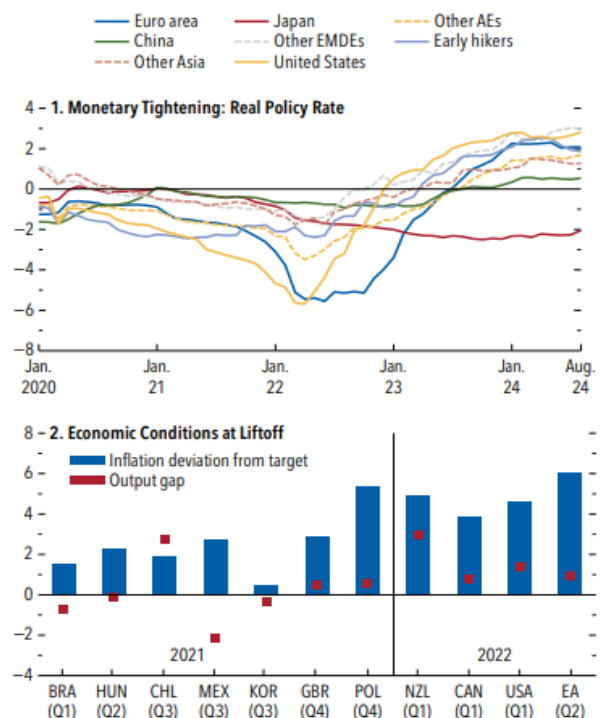 Euro area Japan Other AEs
China Other EMDEs Early hikers
Other Asia United States
1. Monetary Tightening: Real Policy Rate
4
2
0
−2
−4
−6
−8
Jan. Jan. Jan. Jan. Jan. Aug.
2020 21 22 23 24 24
2. Economic Conditions at Liftoff
Inflation deviation from target
Output gap
8
6
4
2
0
−2
−4
2021 2022
BRA HUN CHL MEX KOR GBR POL NZL CAN USA EA
(Q1) (Q2) (Q3) (Q3) (Q3) (Q4) (Q4) (Q1) (Q1) (Q1) (Q2)